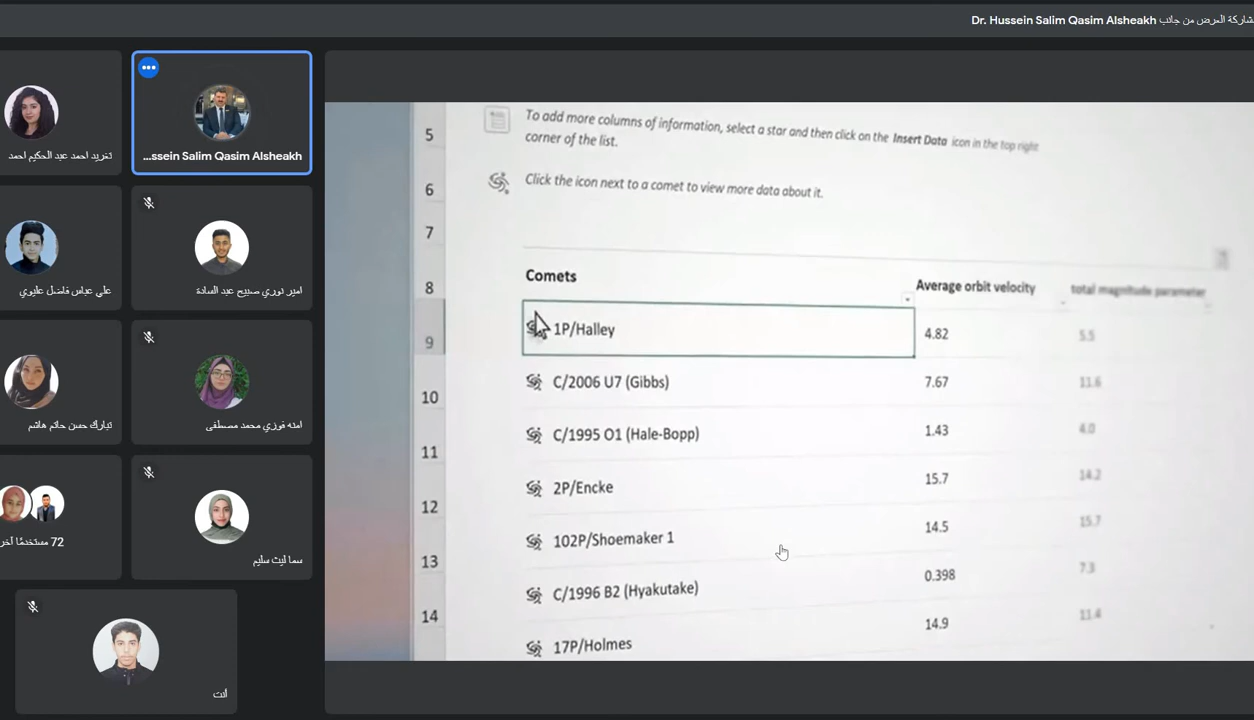 مشاركة العرض من جانب Dr. Hussein Salim Qasim Alsheakh
تغريد احمد عبد الحكيم احمد
...ssein Salim Qasim Alsheakh
علي عباس فاضل عليوي
امير نوري صبيح عبد السادة
تبارك حسن حاتم هاشم
امنه فوزي محمد مصطفى
72 مستخدمًا آخر
سما ليث سليم
أنت
5 To add more columns of information, select a star and then click on the Insert Data icon in the top right
corner of the list.
6 Click the icon next to a comet to view more data about it.
7
8 Comets Average orbit velocity total magnitude parameter
9 1P/Halley 4.82 5.5
10 C/2006 U7 (Gibbs) 7.67 11.6
11 C/1995 O1 (Hale-Bopp) 1.43 4.0
12 2P/Encke 15.7 14.2
13 102P/Shoemaker 1 14.5 15.7
14 C/1996 B2 (Hyakutake) 0.398 7.3
17P/Holmes 14.9 11.4